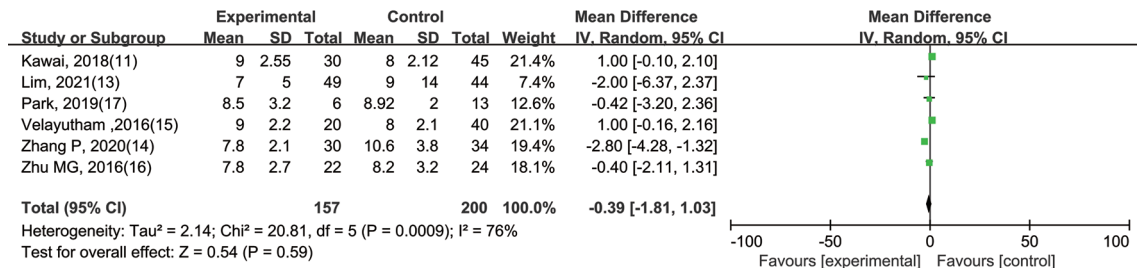 Experimental Control Mean Difference Mean Difference
Study or Subgroup Mean SD Total Mean SD Total Weight IV, Random, 95% CI IV, Random, 95% CI
Kawai, 2018(11) 9 2.55 30 8 2.12 45 21.4% 1.00 [-0.10, 2.10]
Lim, 2021(13) 7 5 49 9 14 44 7.4% -2.00 [-6.37, 2.37]
Park, 2019(17) 8.5 3.2 6 8.92 2 13 12.6% -0.42 [-3.20, 2.36]
Velayutham ,2016(15) 9 2.2 20 8 2.1 40 21.1% 1.00 [-0.16, 2.16]
Zhang P, 2020(14) 7.8 2.1 30 10.6 3.8 34 19.4% -2.80 [-4.28, -1.32]
Zhu MG, 2016(16) 7.8 2.7 22 8.2 3.2 24 18.1% -0.40 [-2.11, 1.31]
Total (95% CI) 157 200 100.0% -0.39 [-1.81, 1.03]
Heterogeneity: Tau² = 2.14; Chi² = 20.81, df = 5 (P = 0.0009); I² = 76%
Test for overall effect: Z = 0.54 (P = 0.59)
-100 -50 0 50 100
Favours [experimental] Favours [control]